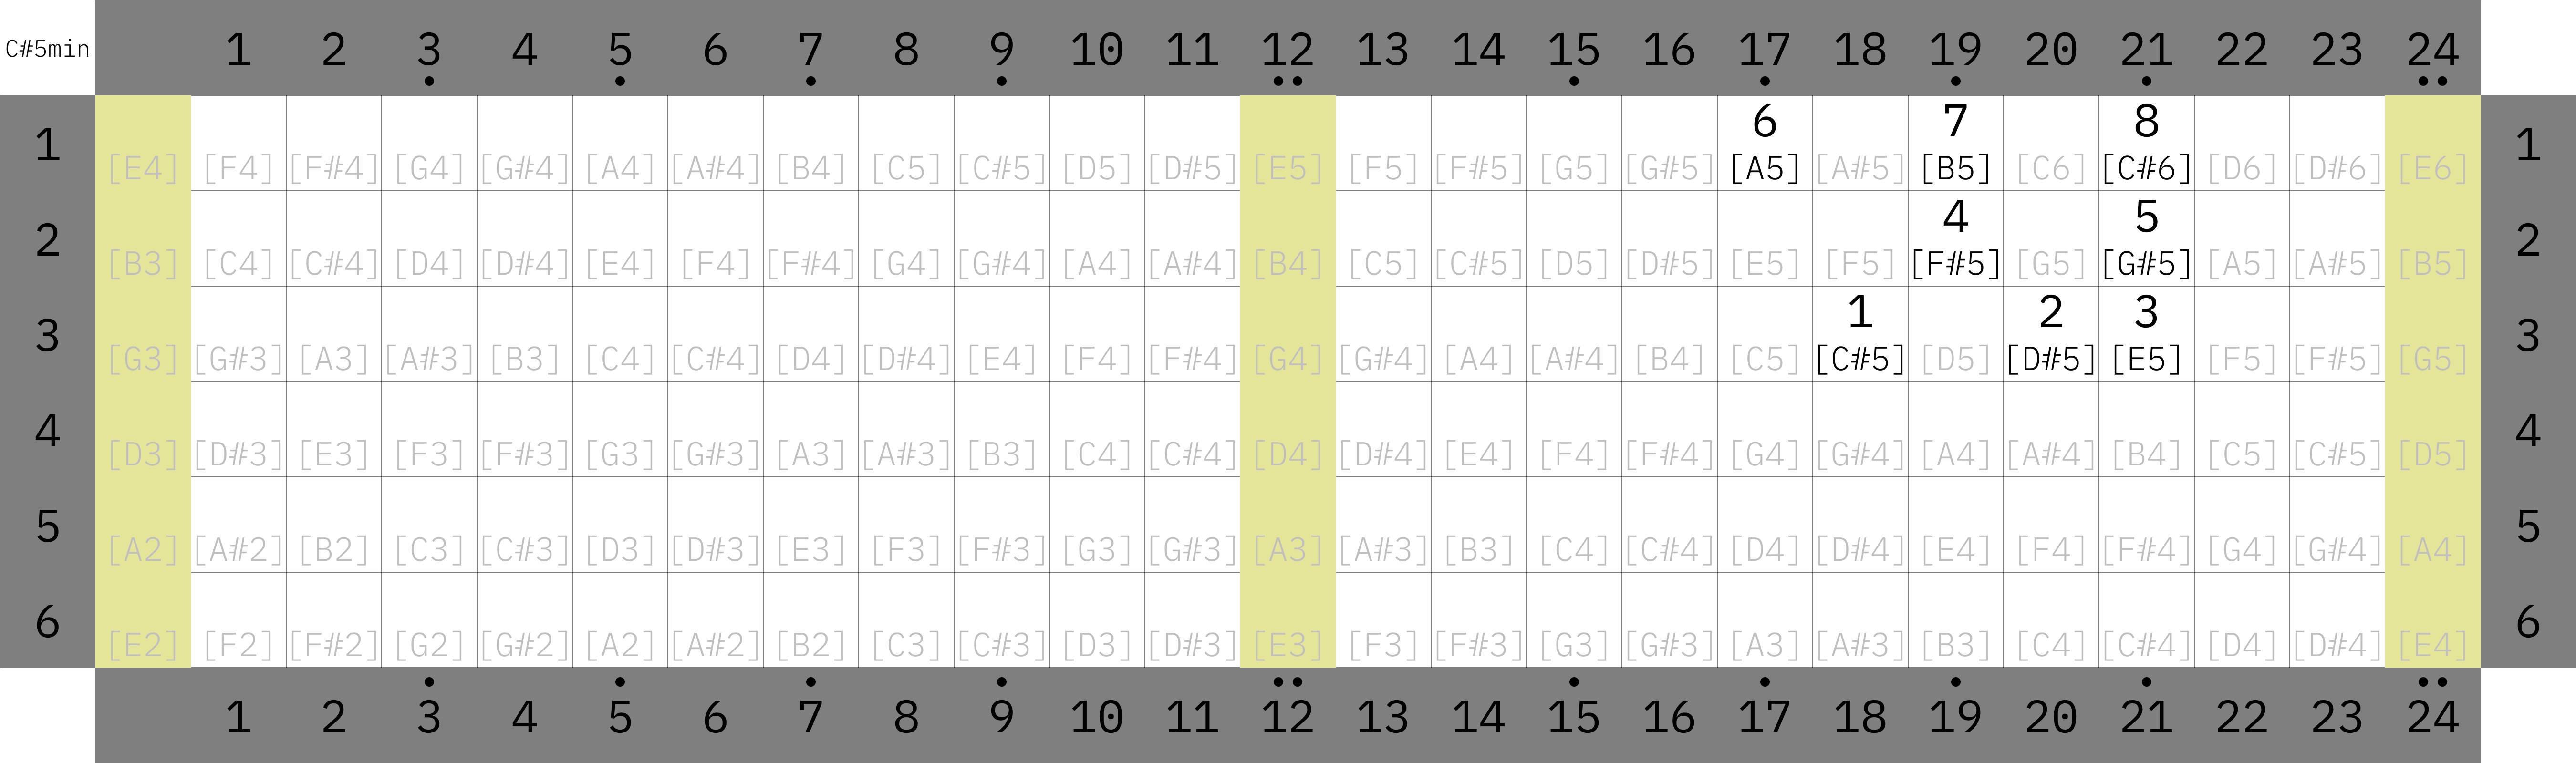 C#5min 1 2 3 4 5 6 7 8 9 10 11 12 13 14 15 16 17 18 19 20 21 22 23 24
6 7 8
1 [E4] [F4] [F#4] [G4] [G#4] [A4] [A#4] [B4] [C5] [C#5] [D5] [D#5] [E5] [F5] [F#5] [G5] [G#5] [A5] [A#5] [B5] [C6] [C#6] [D6] [D#6] [E6] 1
4 5
2 [B3] [C4] [C#4] [D4] [D#4] [E4] [F4] [F#4] [G4] [G#4] [A4] [A#4] [B4] [C5] [C#5] [D5] [D#5] [E5] [F5] [F#5] [G5] [G#5] [A5] [A#5] [B5] 2
1 2 3
3 [G3] [G#3] [A3] [A#3] [B3] [C4] [C#4] [D4] [D#4] [E4] [F4] [F#4] [G4] [G#4] [A4] [A#4] [B4] [C5] [C#5] [D5] [D#5] [E5] [F5] [F#5] [G5] 3
4 [D3] [D#3] [E3] [F3] [F#3] [G3] [G#3] [A3] [A#3] [B3] [C4] [C#4] [D4] [D#4] [E4] [F4] [F#4] [G4] [G#4] [A4] [A#4] [B4] [C5] [C#5] [D5] 4
5 [A2] [A#2] [B2] [C3] [C#3] [D3] [D#3] [E3] [F3] [F#3] [G3] [G#3] [A3] [A#3] [B3] [C4] [C#4] [D4] [D#4] [E4] [F4] [F#4] [G4] [G#4] [A4] 5
6 [E2] [F2] [F#2] [G2] [G#2] [A2] [A#2] [B2] [C3] [C#3] [D3] [D#3] [E3] [F3] [F#3] [G3] [G#3] [A3] [A#3] [B3] [C4] [C#4] [D4] [D#4] [E4] 6
1 2 3 4 5 6 7 8 9 10 11 12 13 14 15 16 17 18 19 20 21 22 23 24